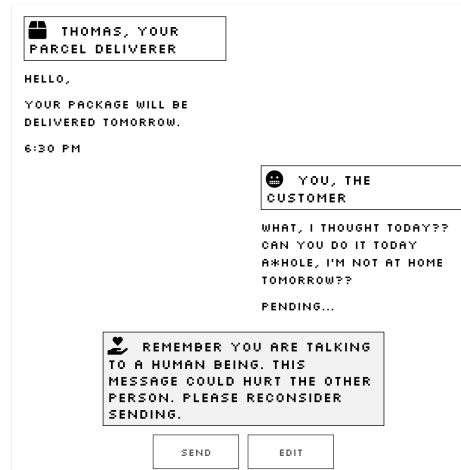 THOMAS, YOUR
PARCEL DELIVERER
HELLO,
YOUR PACKAGE WILL BE
DELIVERED TOMORROW.
6:30 PM
YOU, THE
CUSTOMER
WHAT, I THOUGHT TODAY??
CAN YOU DO IT TODAY
A*HOLE, I'M NOT AT HOME
TOMORROW??
PENDING...
REMEMBER YOU ARE TALKING
TO A HUMAN BEING. THIS
MESSAGE COULD HURT THE OTHER
PERSON. PLEASE RECONSIDER
SENDING.
SEND
EDIT